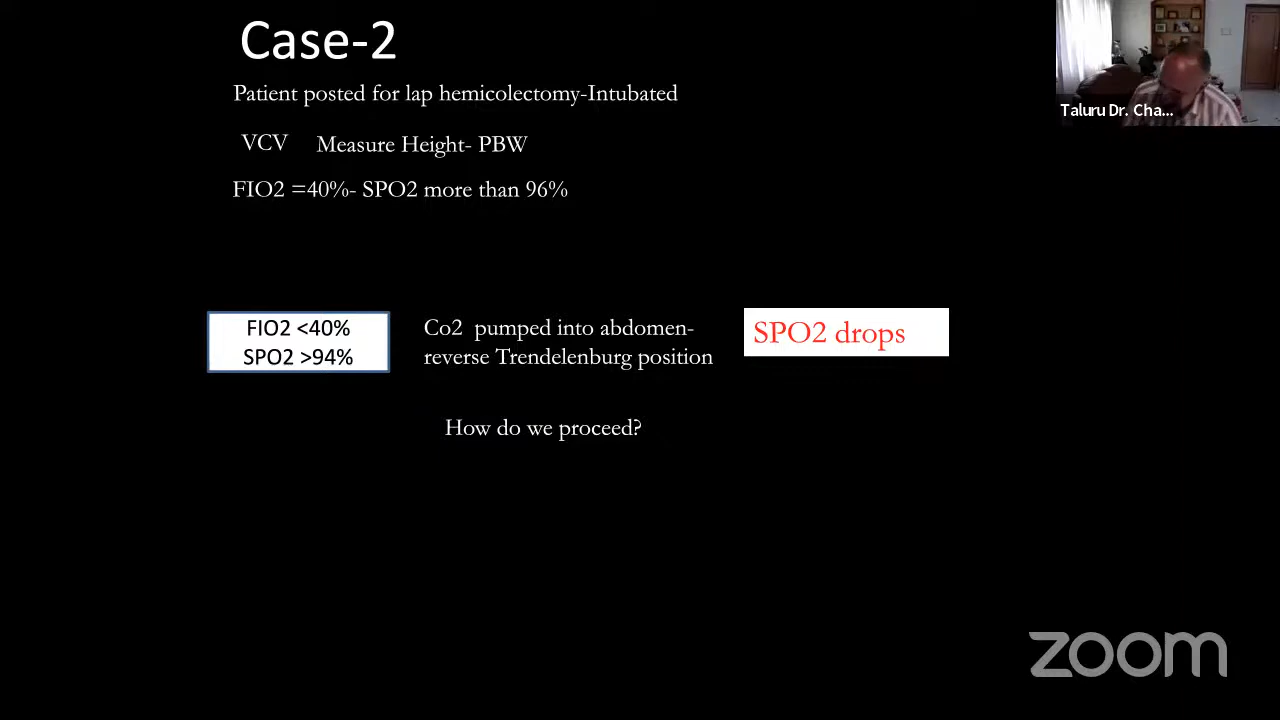 Case-2
Patient posted for lap hemicolectomy-Intubated
VCV Measure Height- PBW
FIO2 =40%- SPO2 more than 96%
FIO2 <40%
SPO2 >94%
Co2 pumped into abdomen-
reverse Trendelenburg position
SPO2 drops
How do we proceed?
Taluru Dr. Cha...
zoom